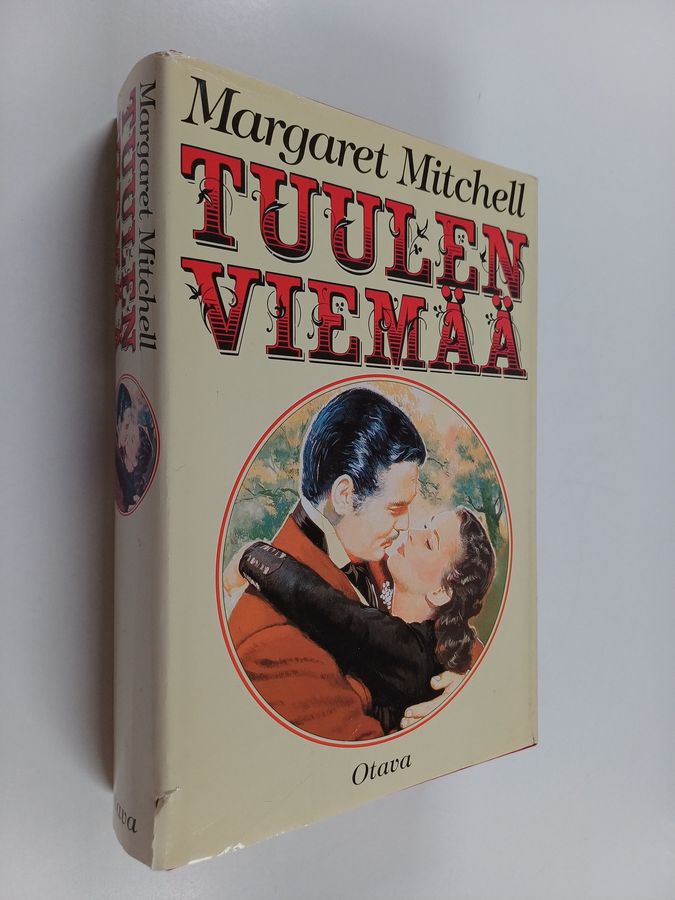 Margaret Mitchell
TUULEN
VIEMÄÄ
Otava
Margaret Mitchell
TUULEN